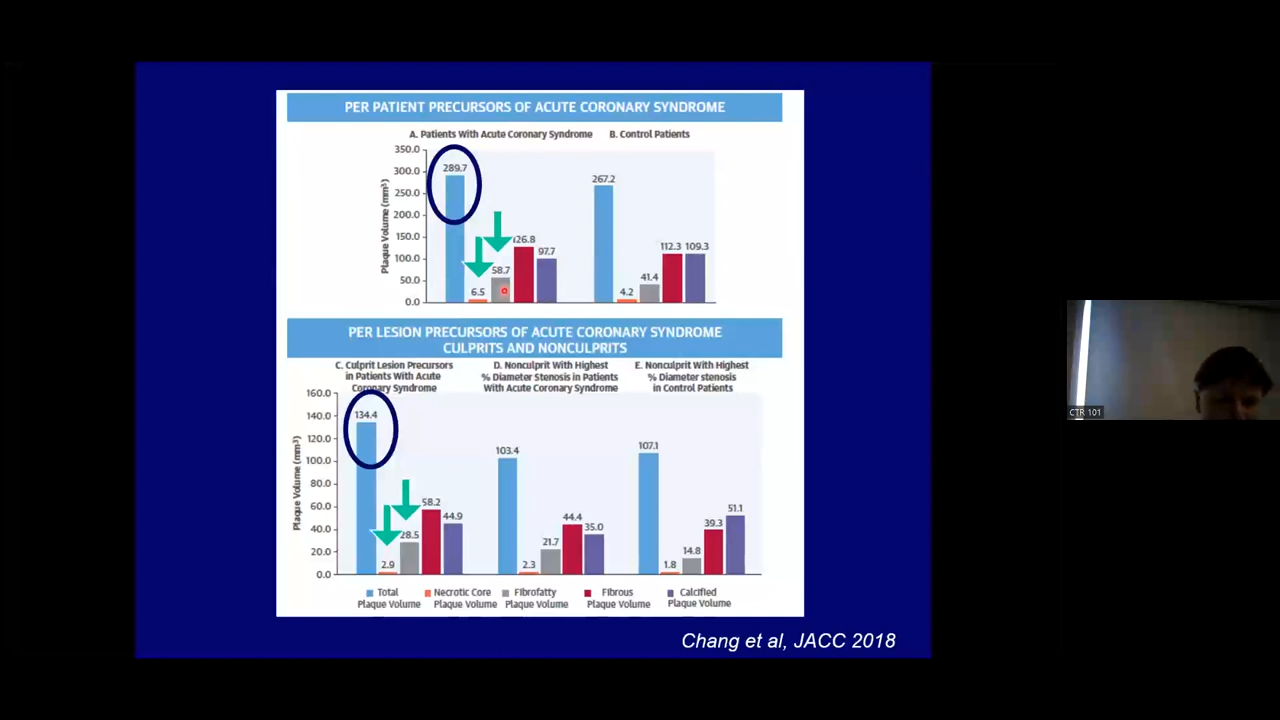 PER PATIENT PRECURSORS OF ACUTE CORONARY SYNDROME
A. Patients With Acute Coronary Syndrome
B. Control Patients
Plaque Volume (mm³)
350.0
300.0
250.0
200.0
150.0
100.0
50.0
0.0
289.7
6.5
58.7
126.8
97.7
267.2
4.2
41.4
112.3
109.3
PER LESION PRECURSORS OF ACUTE CORONARY SYNDROME
CULPRITS AND NONCULPRITS
C. Culprit Lesion Precursors
in Patients With Acute
Coronary Syndrome
D. Nonculprit With Highest
% Diameter Stenosis in Patients
With Acute Coronary Syndrome
E. Nonculprit With Highest
% Diameter stenosis
in Control Patients
Plaque Volume (mm³)
160.0
140.0
120.0
100.0
80.0
60.0
40.0
20.0
0.0
134.4
2.9
28.5
58.2
44.9
103.4
2.3
21.7
44.4
35.0
107.1
1.8
14.8
39.3
51.1
Total
Plaque Volume
Necrotic Core
Plaque Volume
Fibrofatty
Plaque Volume
Fibrous
Plaque Volume
Calcified
Plaque Volume
Chang et al, JACC 2018
CTR 101